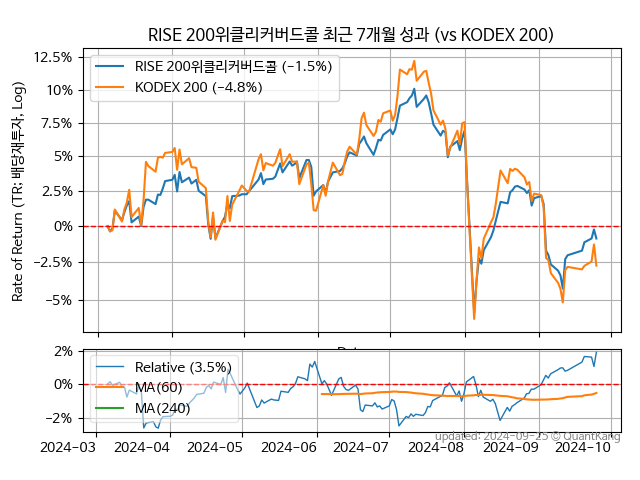 RISE 200위클리커버드콜 최근 7개월 성과 (vs KODEX 200)
Rate of Return (TR: 배당재투자, Log)
12.5%
10%
7.5%
5%
2.5%
0%
−2.5%
−5%
RISE 200위클리커버드콜 (−1.5%)
KODEX 200 (−4.8%)
2%
0%
−2%
Relative (3.5%)
MA(60)
MA(240)
2024-03
2024-04
2024-05
2024-06
2024-07
2024-08
2024-09
2024-10
updated: 2024-09-25 © QuantKang